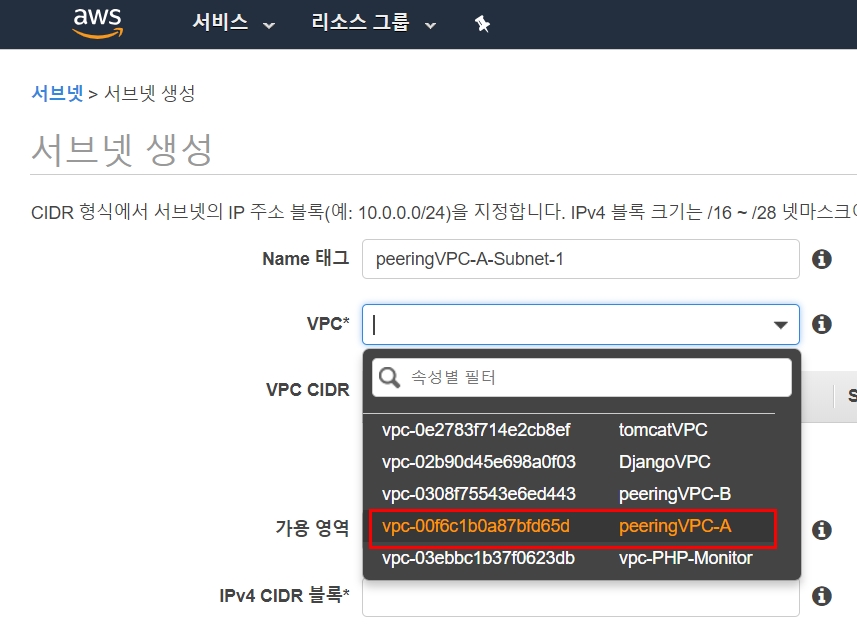 aws 서비스 리소스 그룹
서브넷 > 서브넷 생성
서브넷 생성
CIDR 형식에서 서브넷의 IP 주소 블록(예: 10.0.0.0/24)을 지정합니다. IPv4 블록 크기는 /16 ~ /28 넷마스크
Name 태그 peeringVPC-A-Subnet-1
VPC*
속성별 필터
VPC CIDR
vpc-0e2783f714e2cb8ef tomcatVPC
vpc-02b90d45e698a0f03 DjangoVPC
vpc-0308f75543e6ed443 peeringVPC-B
가용 영역
vpc-00f6c1b0a87bfd65d peeringVPC-A
vpc-03ebbc1b37f0623db vpc-PHP-Monitor
IPv4 CIDR 블록*